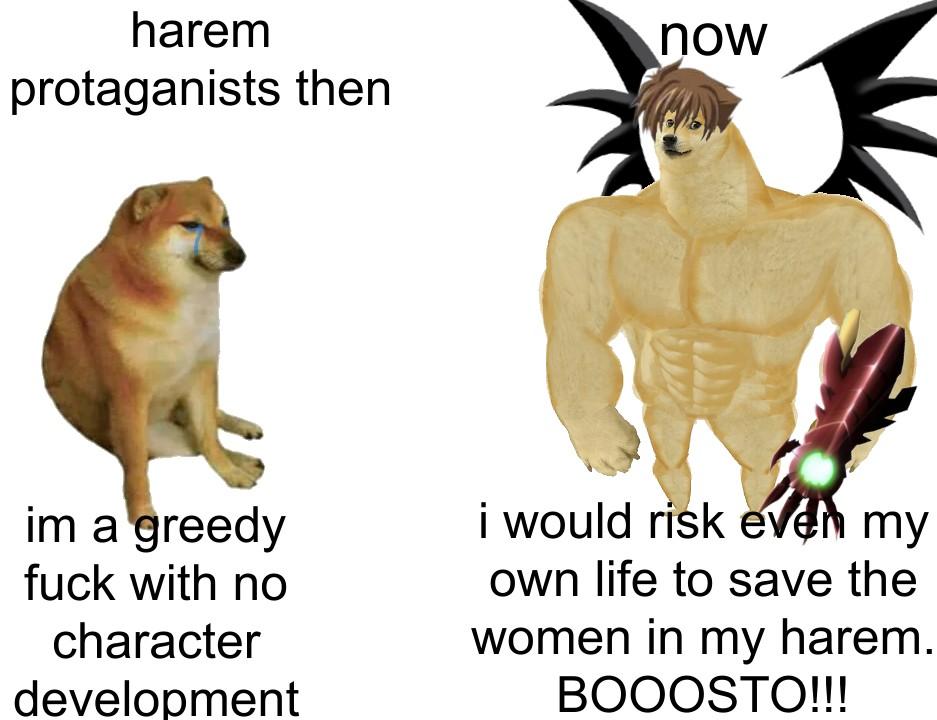 harem
protaganists then
now
im a greedy
fuck with no
character
development
i would risk even my
own life to save the
women in my harem.
BOOOSTO!!!